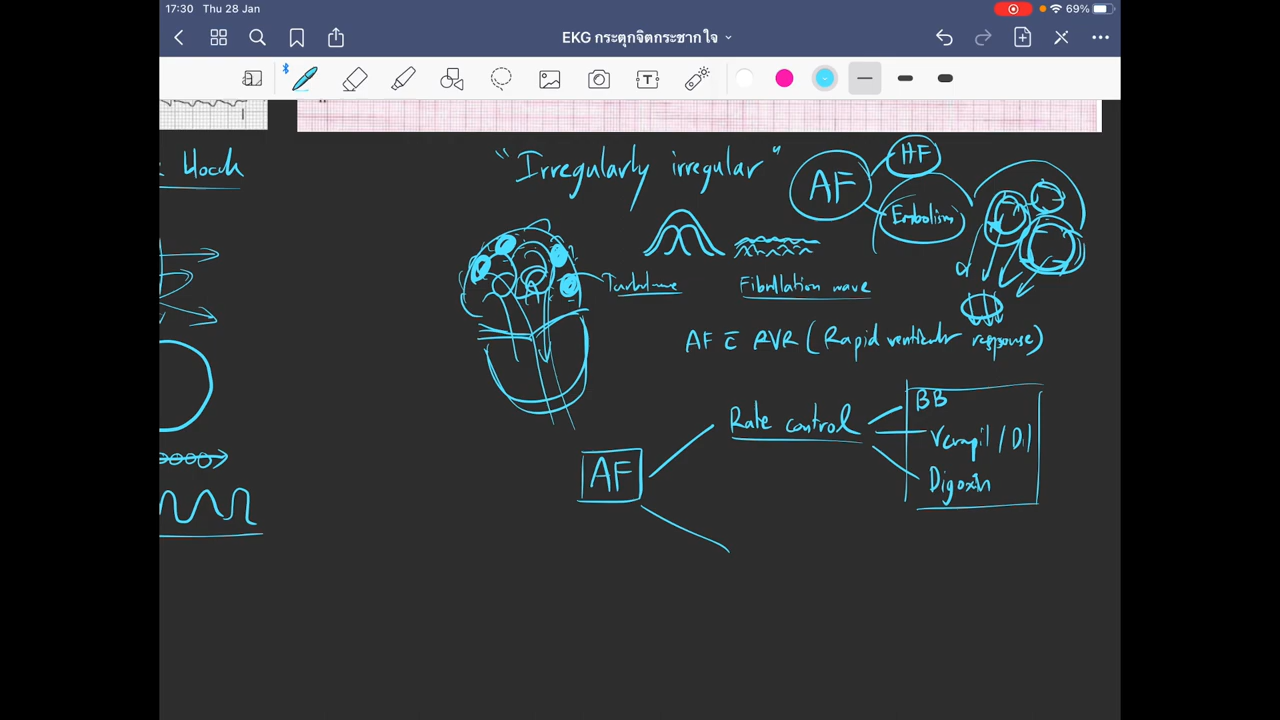 17:30 Thu 28 Jan
69%
EKG กระตุกจิตกระชากใจ
T
block
"Irregularly irregular"
AF
HF
Embolism
Fibrillation wave
AF c̄ RVR (Rapid ventricular response)
AF
Rate control
BB
Verapil / Dil
Digoxin